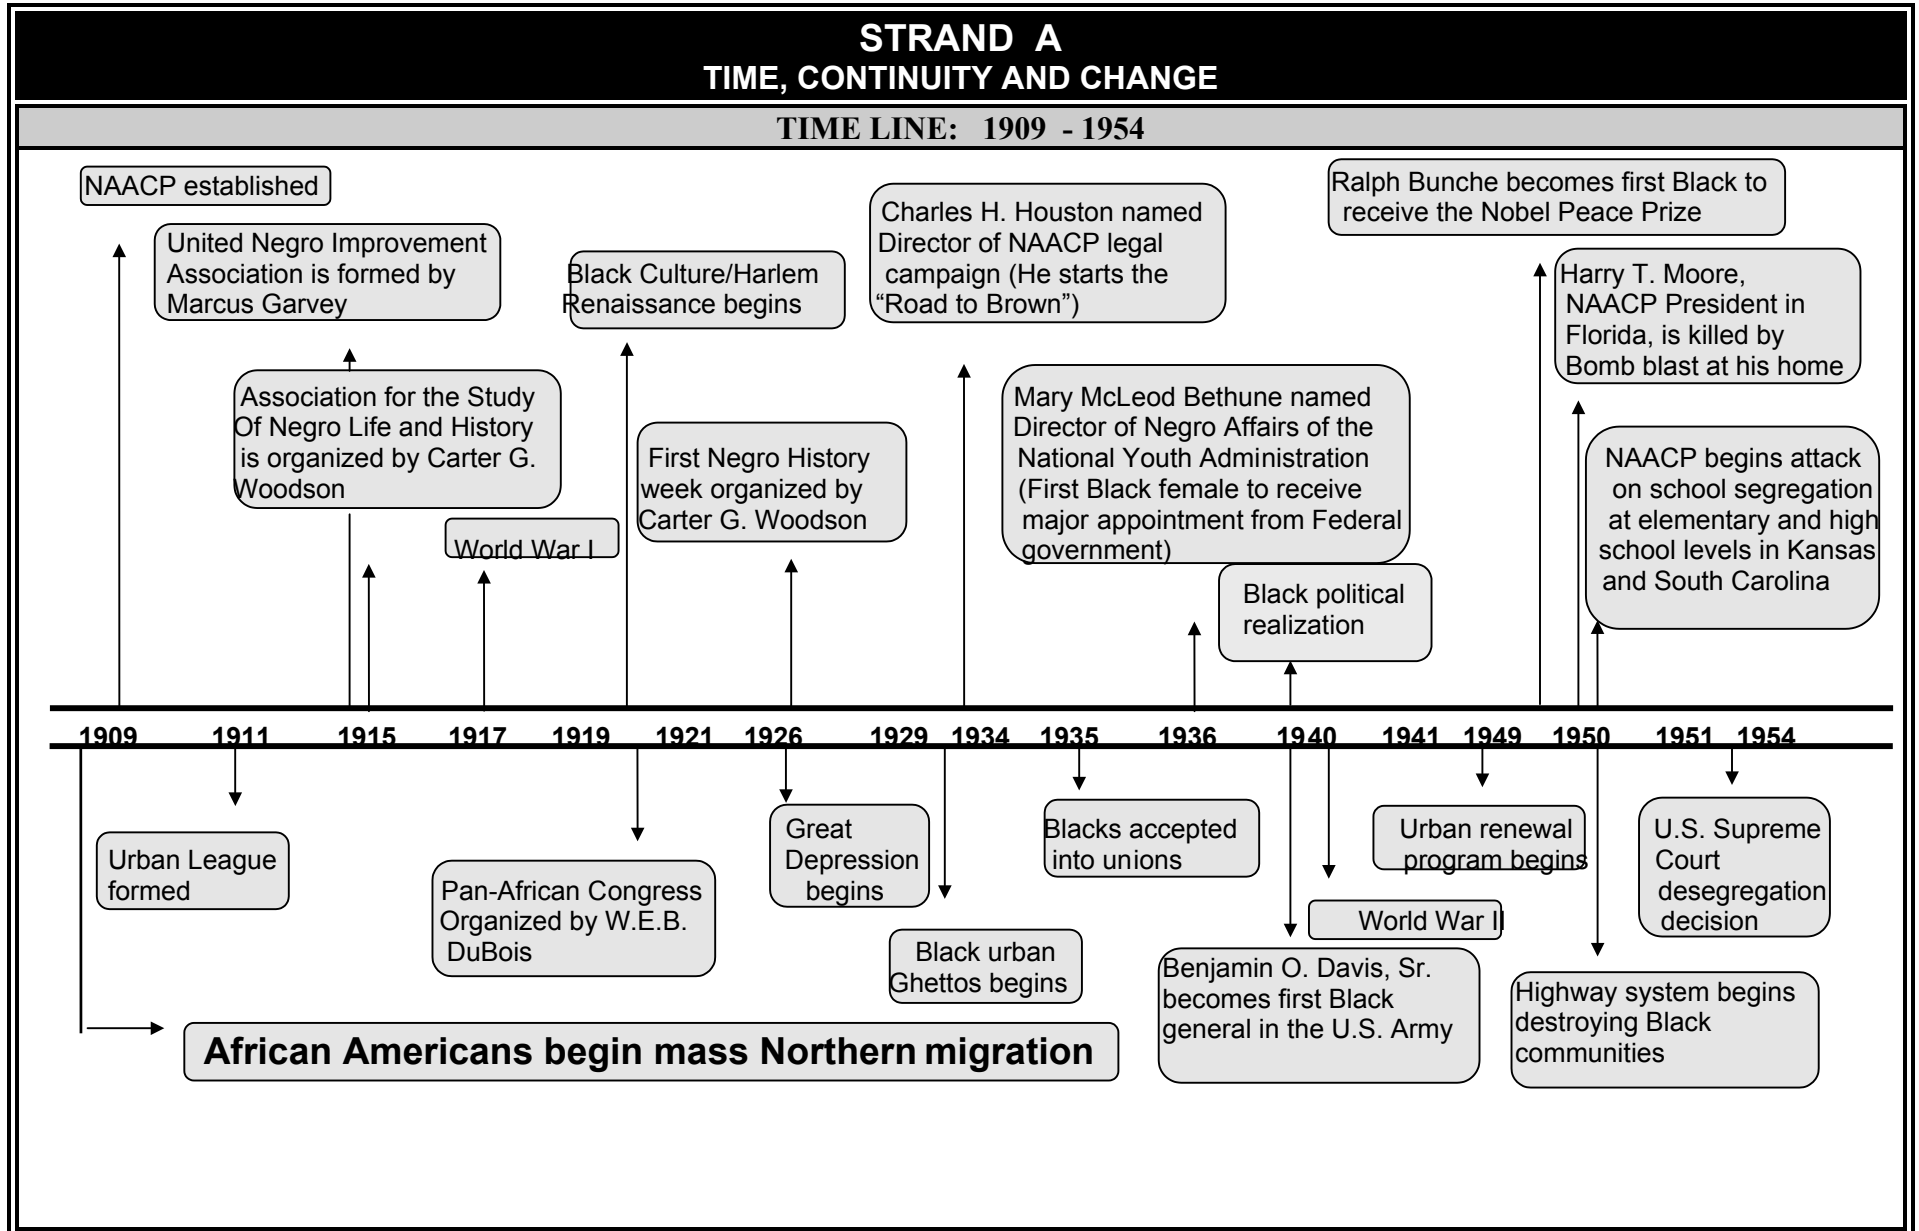 STRAND A
TIME, CONTINUITY AND CHANGE
TIME LINE: 1909 - 1954
NAACP established
United Negro Improvement
Association is formed by
Marcus Garvey
Association for the Study
Of Negro Life and History
is organized by Carter G.
Woodson
World War I
Black Culture/Harlem
Renaissance begins
First Negro History
week organized by
Carter G. Woodson
Charles H. Houston named
Director of NAACP legal
campaign (He starts the
“Road to Brown”)
Mary McLeod Bethune named
Director of Negro Affairs of the
National Youth Administration
(First Black female to receive
major appointment from Federal
government)
Black political
realization
Ralph Bunche becomes first Black to
receive the Nobel Peace Prize
Harry T. Moore,
NAACP President in
Florida, is killed by
Bomb blast at his home
NAACP begins attack
on school segregation
at elementary and high
school levels in Kansas
and South Carolina
1909 1911 1915 1917 1919 1921 1926 1929 1934 1935 1936 1940 1941 1949 1950 1951 1954
Urban League
formed
Pan-African Congress
Organized by W.E.B.
DuBois
Great
Depression
begins
Black urban
Ghettos begins
Blacks accepted
into unions
World War II
Benjamin O. Davis, Sr.
becomes first Black
general in the U.S. Army
Urban renewal
program begins
Highway system begins
destroying Black
communities
U.S. Supreme
Court
desegregation
decision
African Americans begin mass Northern migration